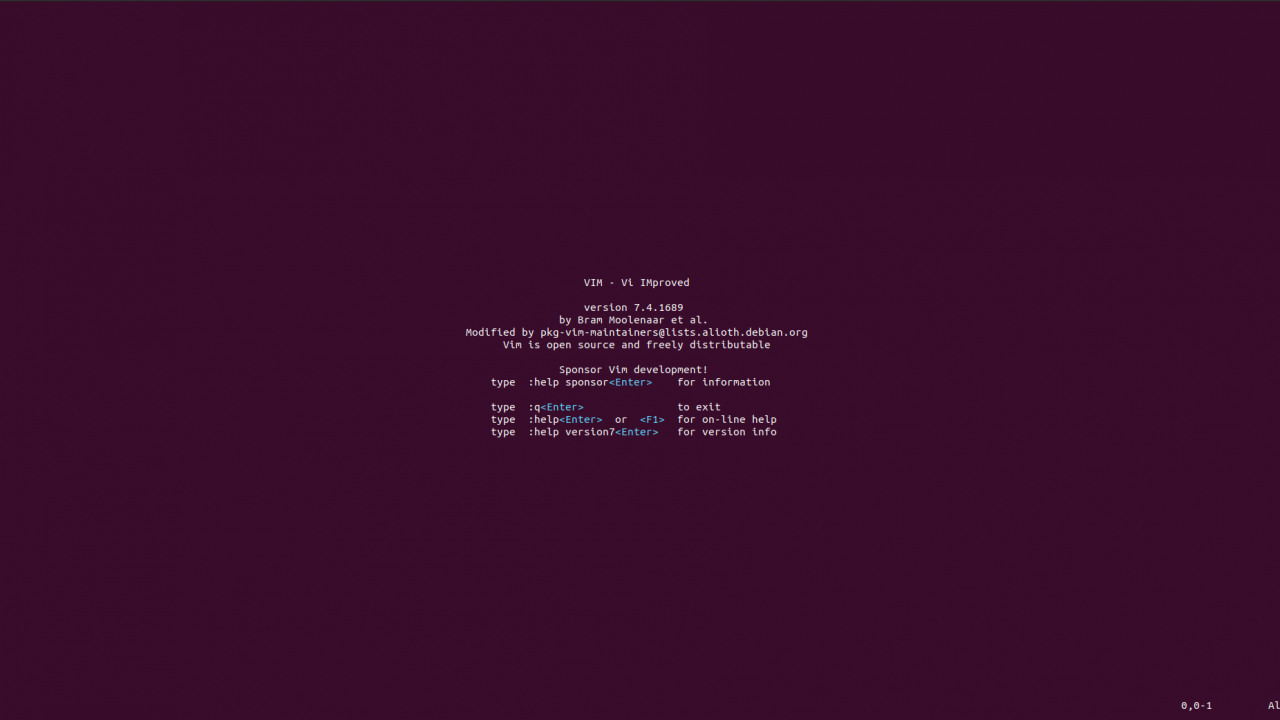 VIM - Vi IMproved
version 7.4.1689
by Bram Moolenaar et al.
Modified by pkg-vim-maintainers@lists.alioth.debian.org
Vim is open source and freely distributable
Sponsor Vim development!
type  :help sponsor<Enter>    for information
type  :q<Enter>               to exit
type  :help<Enter>  or  <F1>  for on-line help
type  :help version7<Enter>   for version info
0,0-1         Al